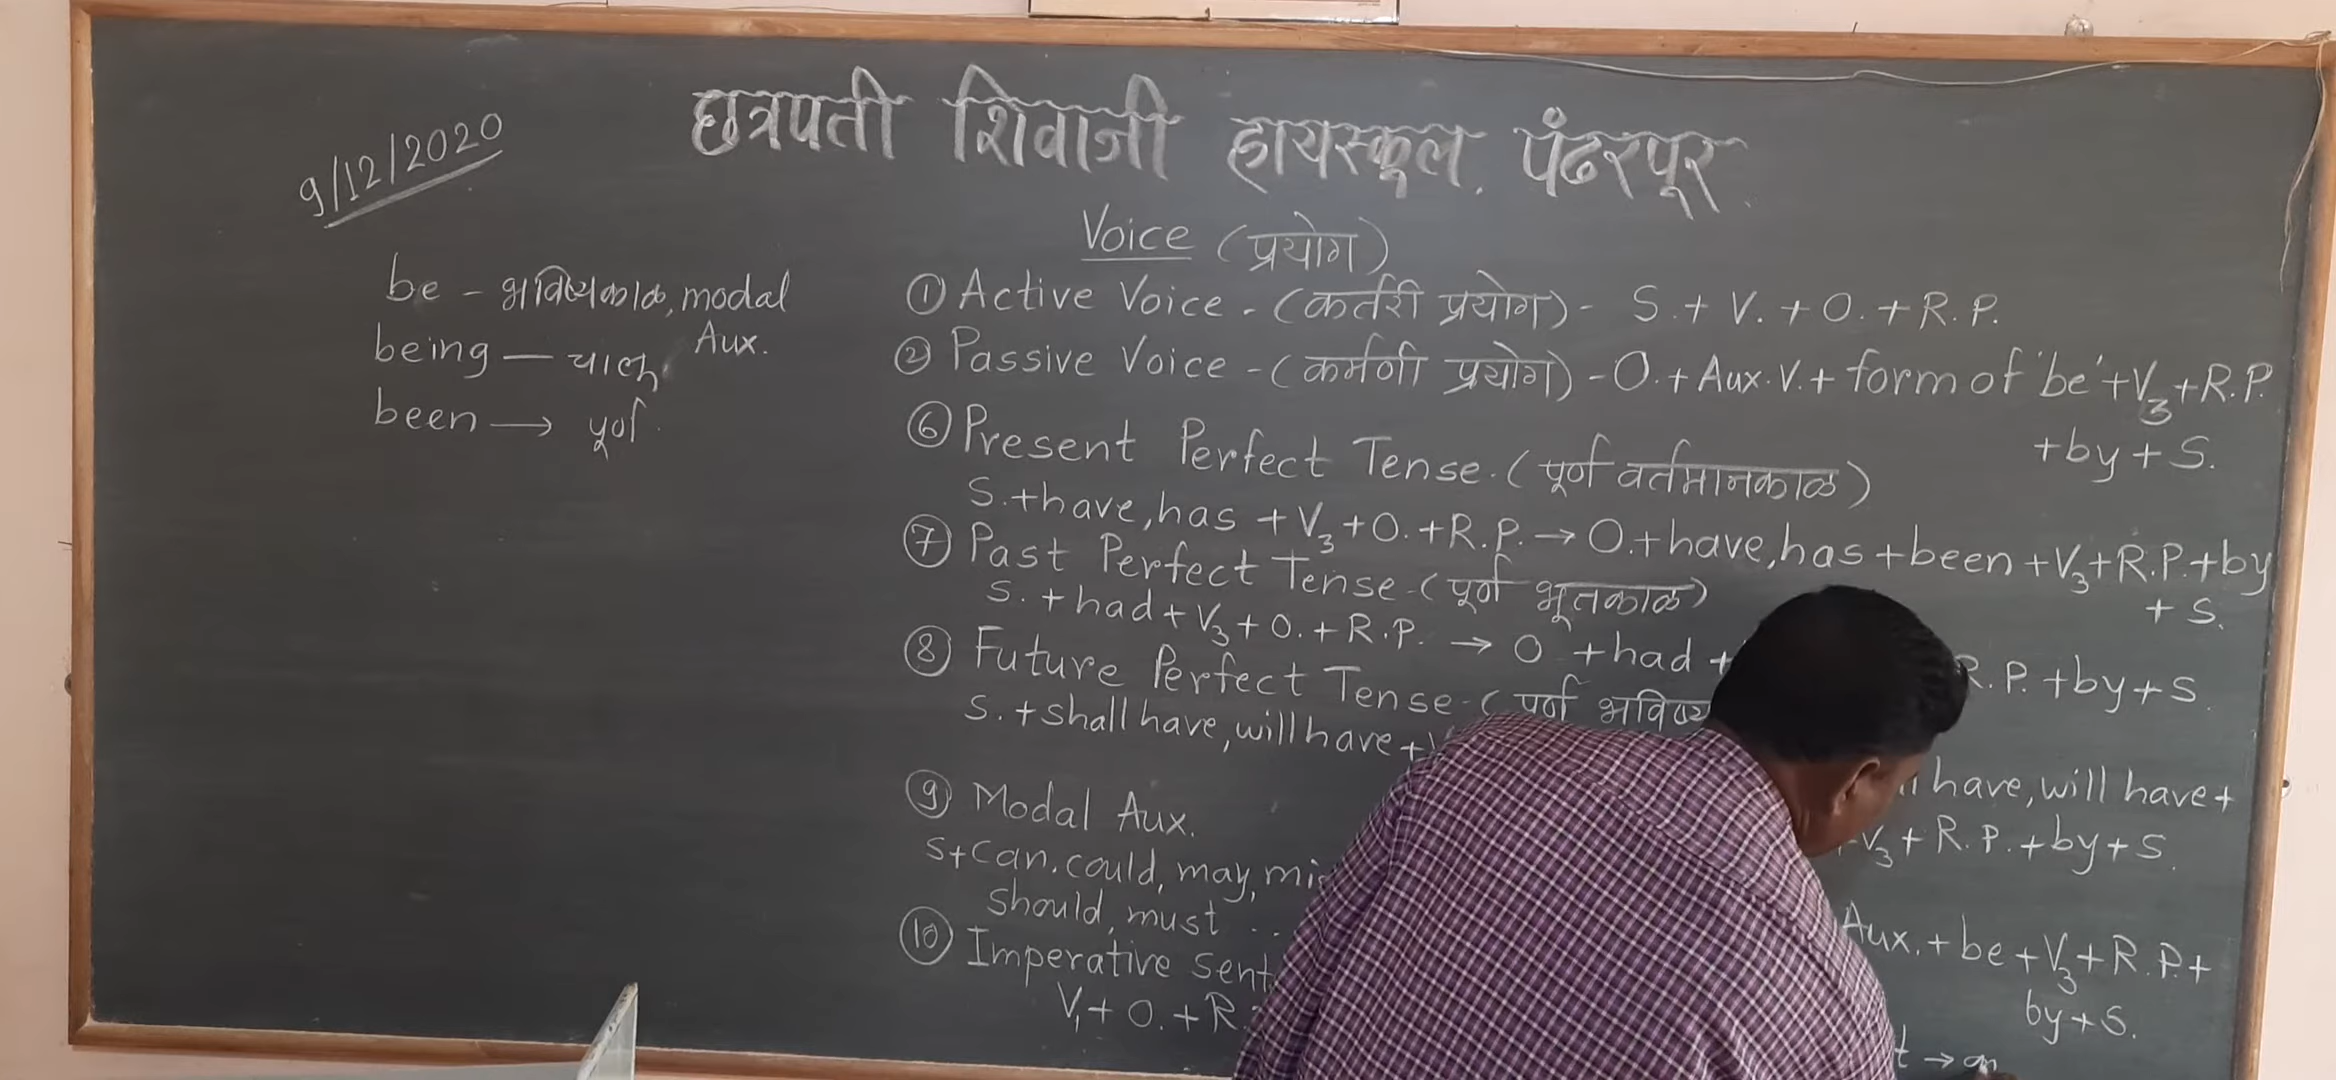 छत्रपती शिवाजी हायस्कूल, पंढरपूर.
9/12/2020
Voice (प्रयोग)
be - भविष्यकाळ, modal
Aux.
being — चालू
been → पूर्ण
① Active Voice - (कर्तरी प्रयोग) - S. + V. + O. + R.P.
② Passive Voice - (कर्मणी प्रयोग) - O. + Aux.V. + form of 'be' + V3 + R.P.
+ by + S.
⑥ Present Perfect Tense. (पूर्ण वर्तमानकाळ)
S. + have, has + V3 + O. + R.P. → O. + have, has + been + V3 + R.P. + by
+ S.
⑦ Past Perfect Tense - (पूर्ण भूतकाळ)
S. + had + V3 + O. + R.P. → O + had + R.P. + by + S.
⑧ Future Perfect Tense - (पूर्ण
S. + shall have, will have + have, will have +
V3 + R.P. + by + S.
⑨ Modal Aux.
S + can, could, may,
should, must .. Aux. + be + V3 + R.P. +
by + S.
⑩ Imperative
V1 + O. + R.